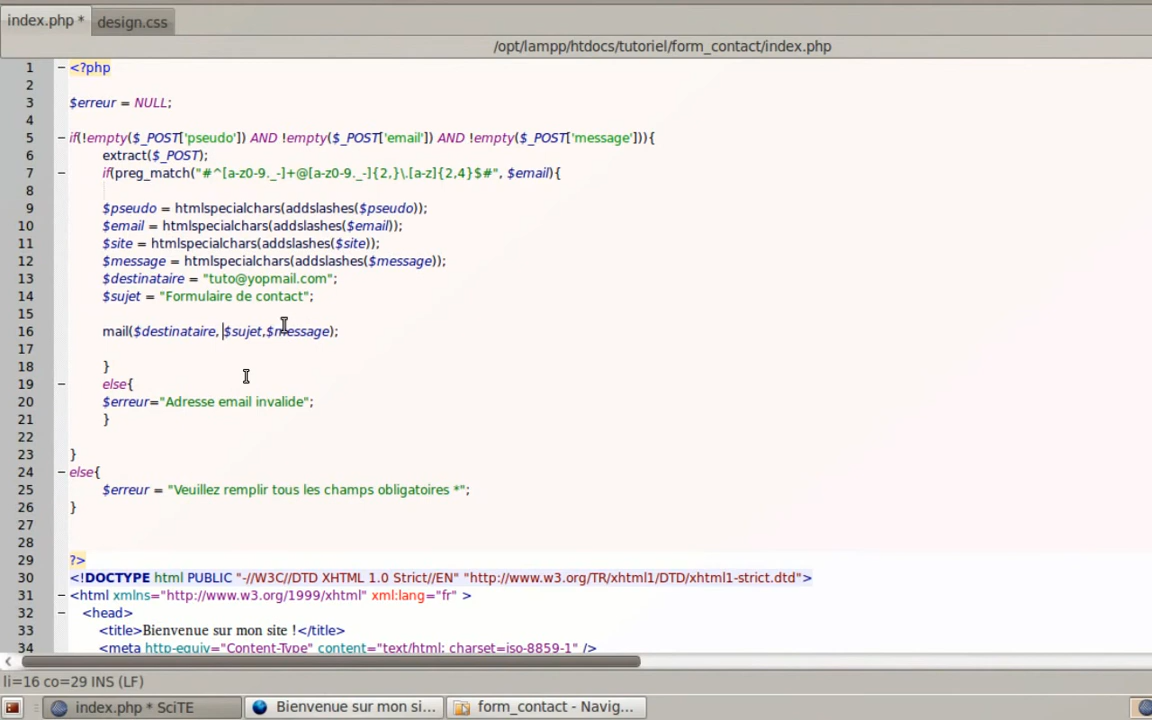 index.php * design.css
/opt/lampp/htdocs/tutoriel/form_contact/index.php
1 <?php
2
3 $erreur = NULL;
4
5 if(!empty($_POST['pseudo']) AND !empty($_POST['email']) AND !empty($_POST['message'])){
6 extract($_POST);
7 if(preg_match("#^[a-z0-9._-]+@[a-z0-9._-]{2,}\.[a-z]{2,4}$#", $email){
8
9 $pseudo = htmlspecialchars(addslashes($pseudo));
10 $email = htmlspecialchars(addslashes($email));
11 $site = htmlspecialchars(addslashes($site));
12 $message = htmlspecialchars(addslashes($message));
13 $destinataire = "tuto@yopmail.com";
14 $sujet = "Formulaire de contact";
15
16 mail($destinataire, $sujet,$message);
17
18 }
19 else{
20 $erreur="Adresse email invalide";
21 }
22
23 }
24 else{
25 $erreur = "Veuillez remplir tous les champs obligatoires *";
26 }
27
28
29 ?>
30 <!DOCTYPE html PUBLIC "-//W3C//DTD XHTML 1.0 Strict//EN" "http://www.w3.org/TR/xhtml1/DTD/xhtml1-strict.dtd">
31 <html xmlns="http://www.w3.org/1999/xhtml" xml:lang="fr" >
32 <head>
33 <title>Bienvenue sur mon site !</title>
34 <meta http-equiv="Content-Type" content="text/html; charset=iso-8859-1" />
li=16 co=29 INS (LF)
index.php * SciTE Bienvenue sur mon si... form_contact - Navig...